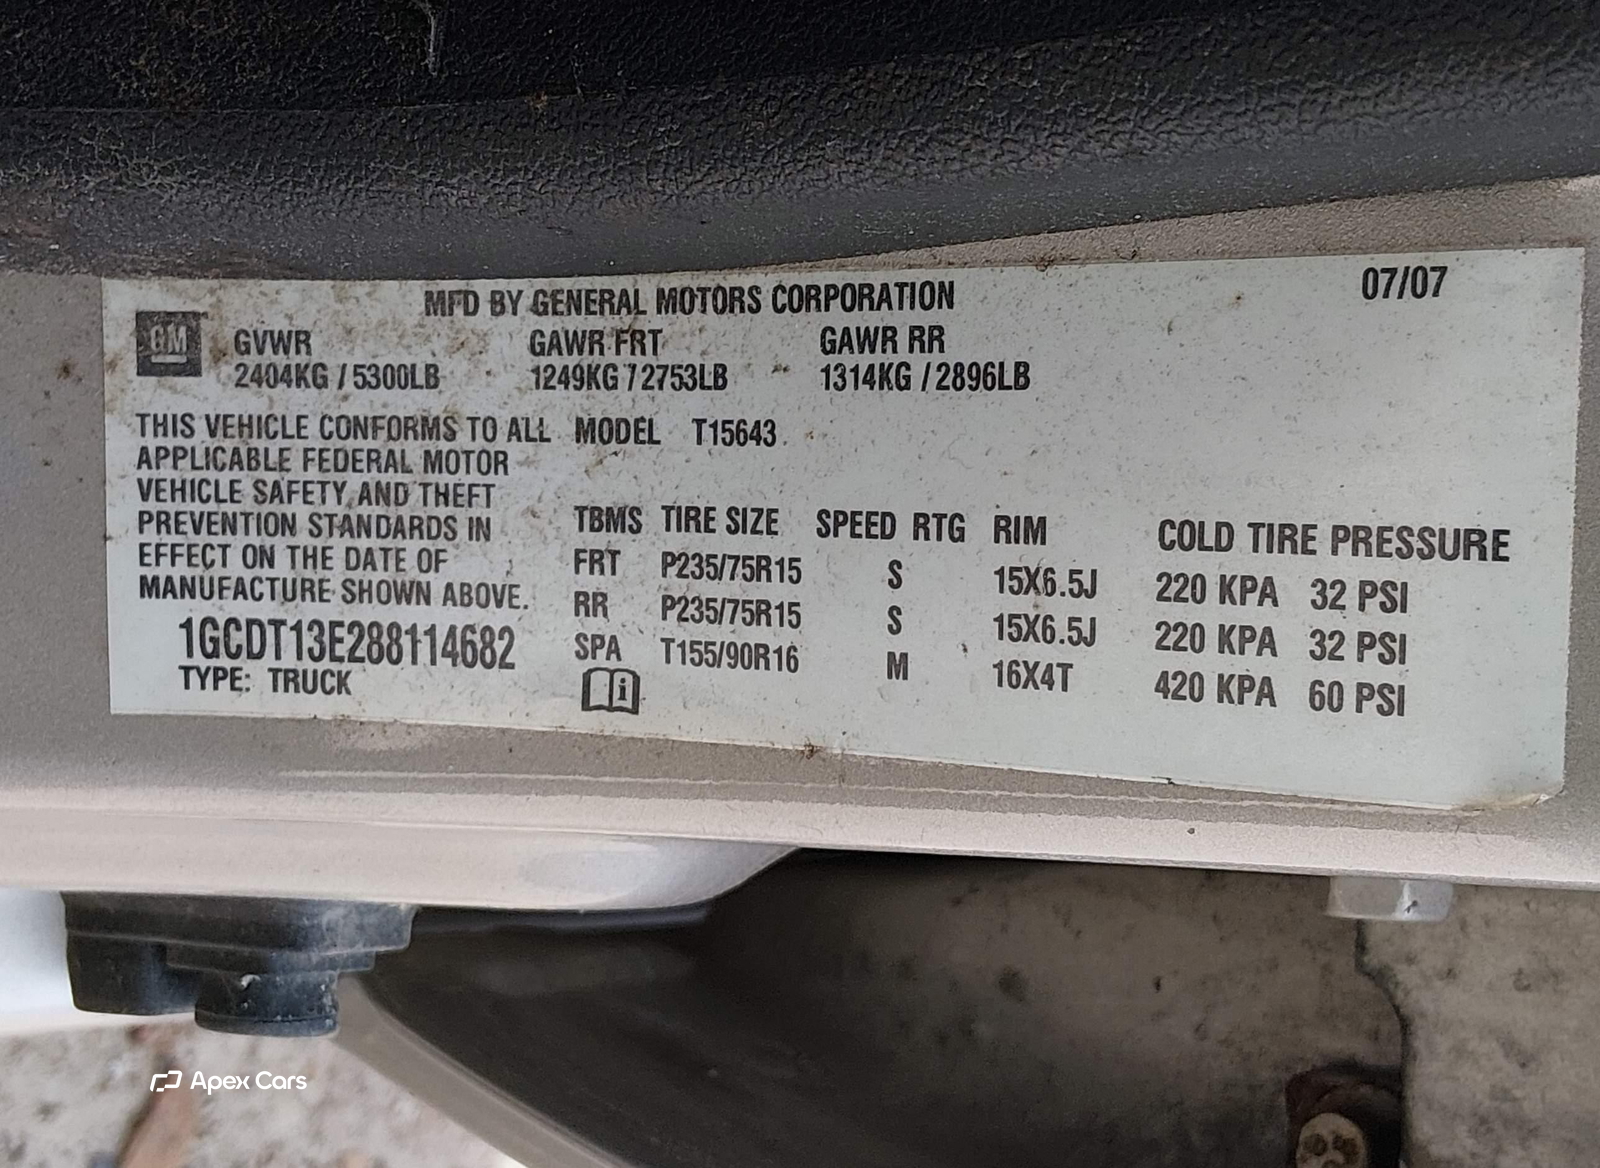 07/07
MFD BY GENERAL MOTORS CORPORATION
GM
GVWR GAWR FRT GAWR RR
2404KG / 5300LB 1249KG / 2753LB 1314KG / 2896LB
THIS VEHICLE CONFORMS TO ALL
APPLICABLE FEDERAL MOTOR
VEHICLE SAFETY AND THEFT
PREVENTION STANDARDS IN
EFFECT ON THE DATE OF
MANUFACTURE SHOWN ABOVE.
1GCDT13E288114682
TYPE: TRUCK
MODEL T15643
TBMS TIRE SIZE SPEED RTG RIM COLD TIRE PRESSURE
FRT P235/75R15 S 15X6.5J 220 KPA 32 PSI
RR P235/75R15 S 15X6.5J 220 KPA 32 PSI
SPA T155/90R16 M 16X4T 420 KPA 60 PSI
i
Apex Cars